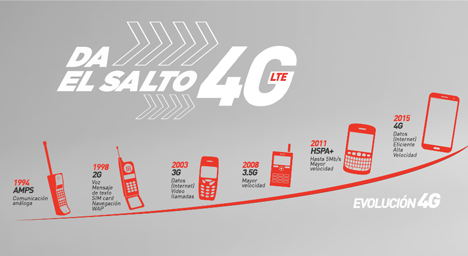 DA
EL SALTO
4G
LTE
1994
AMPS
Comunicación
análoga
1998
2G
Voz
Mensaje
de texto
SIM card
Navegación
WAP
2003
3G
Datos
(Internet)
Video
llamadas
2008
3.5G
Mayor
velocidad
2011
HSPA+
Hasta 5Mb/s
Mayor
velocidad
2015
4G
Datos
(Internet)
Eficiente
Alta
Velocidad
EVOLUCIÓN 4G